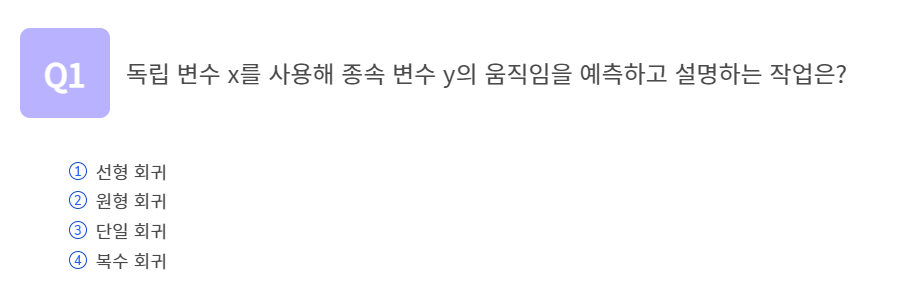 Q1 독립 변수 x를 사용해 종속 변수 y의 움직임을 예측하고 설명하는 작업은?
① 선형 회귀
② 원형 회귀
③ 단일 회귀
④ 복수 회귀